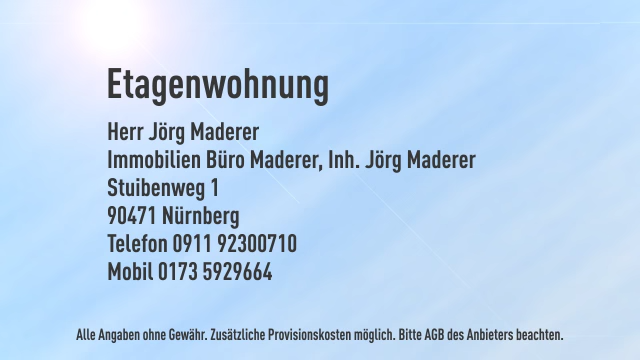 Etagenwohnung
Herr Jörg Maderer
Immobilien Büro Maderer, Inh. Jörg Maderer
Stuibenweg 1
90471 Nürnberg
Telefon 0911 92300710
Mobil 0173 5929664
Alle Angaben ohne Gewähr. Zusätzliche Provisionskosten möglich. Bitte AGB des Anbieters beachten.